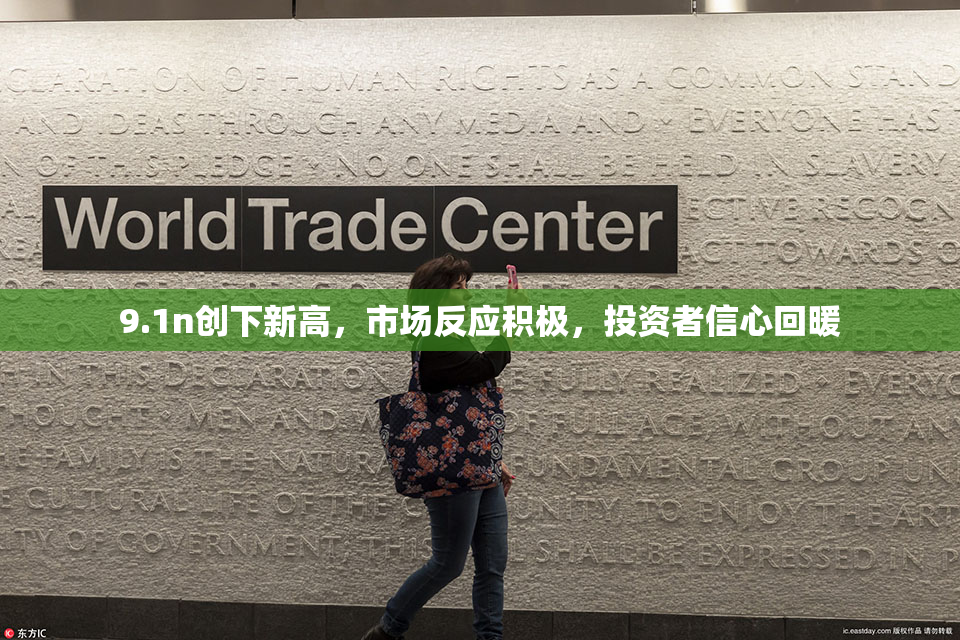 CLARATION OF HUMAN RIGHTS AS A COMMON STAND
AND IDEAS THROUGH ANY MEDIA AND EVERYONE HAS
OF THIS PLEDGE NO ONE SHALL BE HELD IN SLAVERY
ECTIVE RECOGN
World Trade Center
ACT TOWARDS O
9.1n创下新高，市场反应积极，投资者信心回暖
IN THIS DECLARATION FULLY REALIZED EVERYO
THOUGHT MEN AND OF FULL AGE WITHO
E FAMILY IS THE NATURA FUNDAMENTAL GROUP
E CULTURAL LIFE OF THE UNITY, TO ENJOY THE ART
TY OF GOVERNMENT; THIS SHALL BE EXPRESSED IN P
东方IC
ic.eastday.com 版权作品 请勿转载